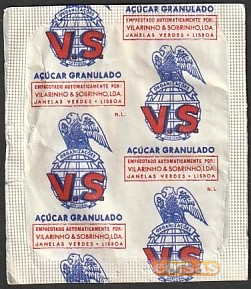 VS
AÇÚCAR GRANULADO
EMPACOTADO AUTOMATICAMENTE POR:
VILARINHO & SOBRINHO, LDA.
JANELAS VERDES • LISBOA
N. L.
VS
AÇÚCAR GRANULADO
EMPACOTADO AUTOMATICAMENTE POR:
VILARINHO & SOBRINHO, LDA.
JANELAS VERDES • LISBOA
N. L.
VS
AÇÚCAR GRANULADO
EMPACOTADO AUTOMATICAMENTE POR:
VILARINHO & SOBRINHO, LDA.
JANELAS VERDES • LISBOA
VS